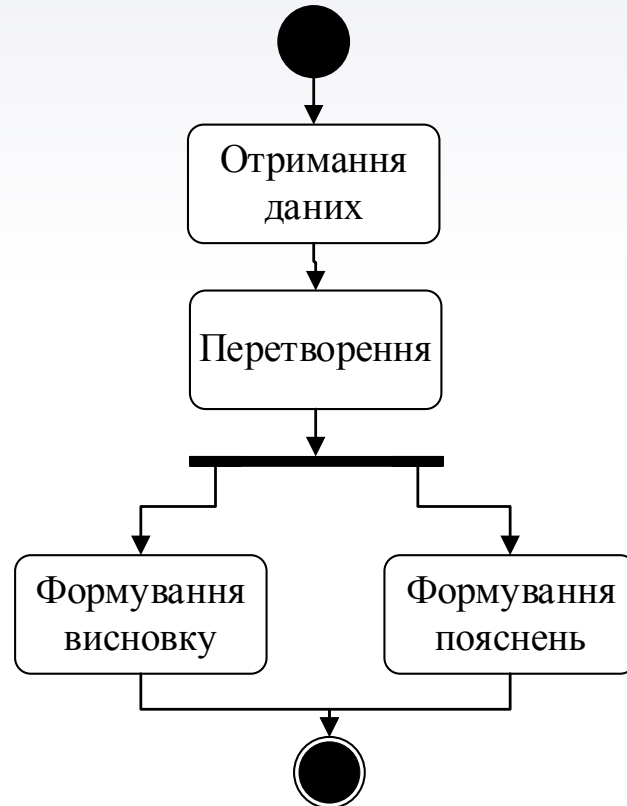 Отримання
даних
Перетворення
Формування
висновку
Формування
пояснень